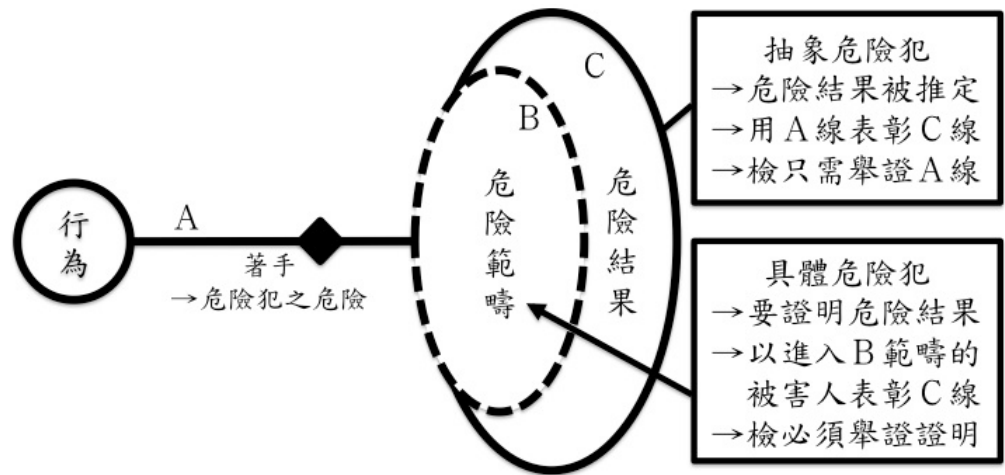 行為
A
著手
→危險犯之危險
B
危險範疇
C
危險結果
抽象危險犯
→危險結果被推定
→用A線表彰C線
→檢只需舉證A線
具體危險犯
→要證明危險結果
→以進入B範疇的
被害人表彰C線
→檢必須舉證證明